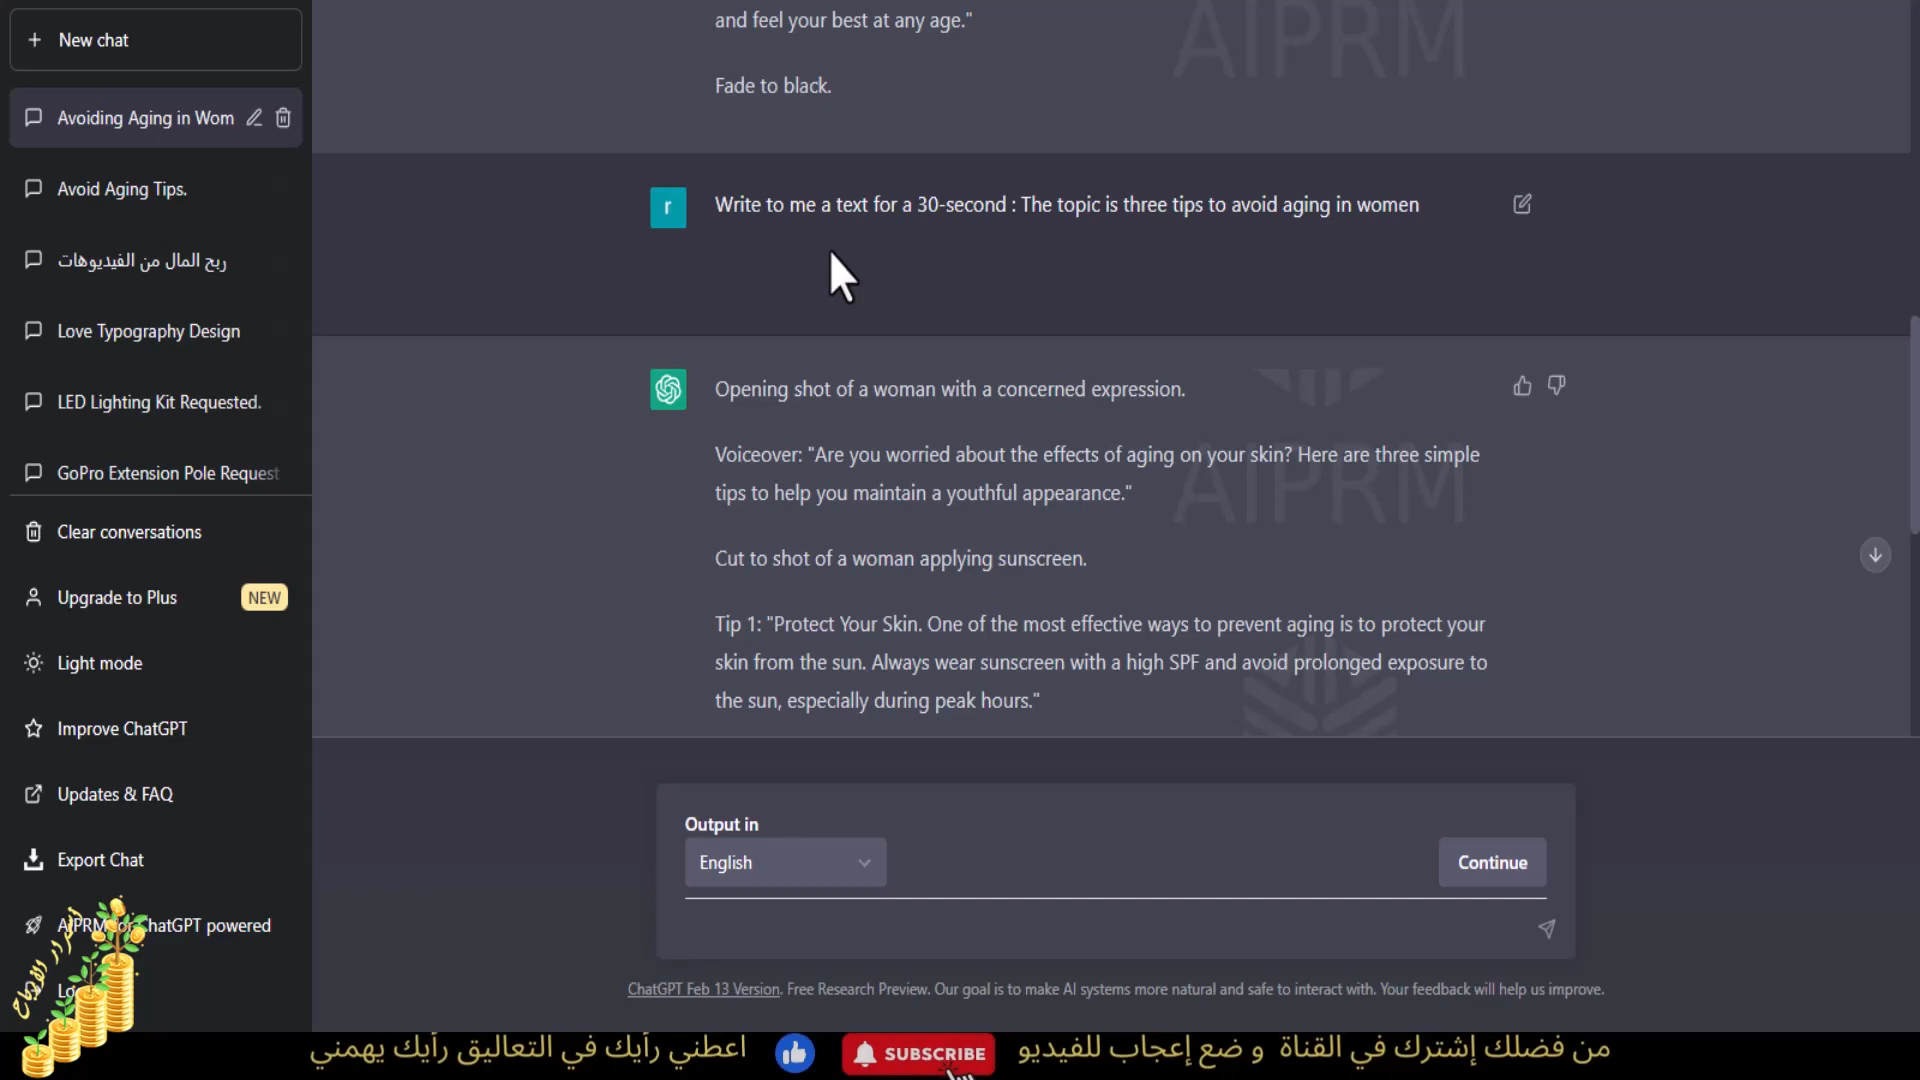 New chat
Avoiding Aging in Wom
Avoid Aging Tips.
ربح المال من الفيديوهات
Love Typography Design
LED Lighting Kit Requested.
GoPro Extension Pole Request
Clear conversations
Upgrade to Plus
NEW
Light mode
Improve ChatGPT
Updates & FAQ
Export Chat
ChatGPT powered
and feel your best at any age."
AIPRM
Fade to black.
r
Write to me a text for a 30-second : The topic is three tips to avoid aging in women
Opening shot of a woman with a concerned expression.
Voiceover: "Are you worried about the effects of aging on your skin? Here are three simple
tips to help you maintain a youthful appearance."
AIPRM
Cut to shot of a woman applying sunscreen.
Tip 1: "Protect Your Skin. One of the most effective ways to prevent aging is to protect your
skin from the sun. Always wear sunscreen with a high SPF and avoid prolonged exposure to
the sun, especially during peak hours."
Output in
English
Continue
ChatGPT Feb 13 Version. Free Research Preview. Our goal is to make AI systems more natural and safe to interact with. Your feedback will help us improve.
من فضلك إشترك في القناة و ضع إعجاب للفيديو
SUBSCRIBE
اعطني رأيك في التعاليق رأيك يهمني